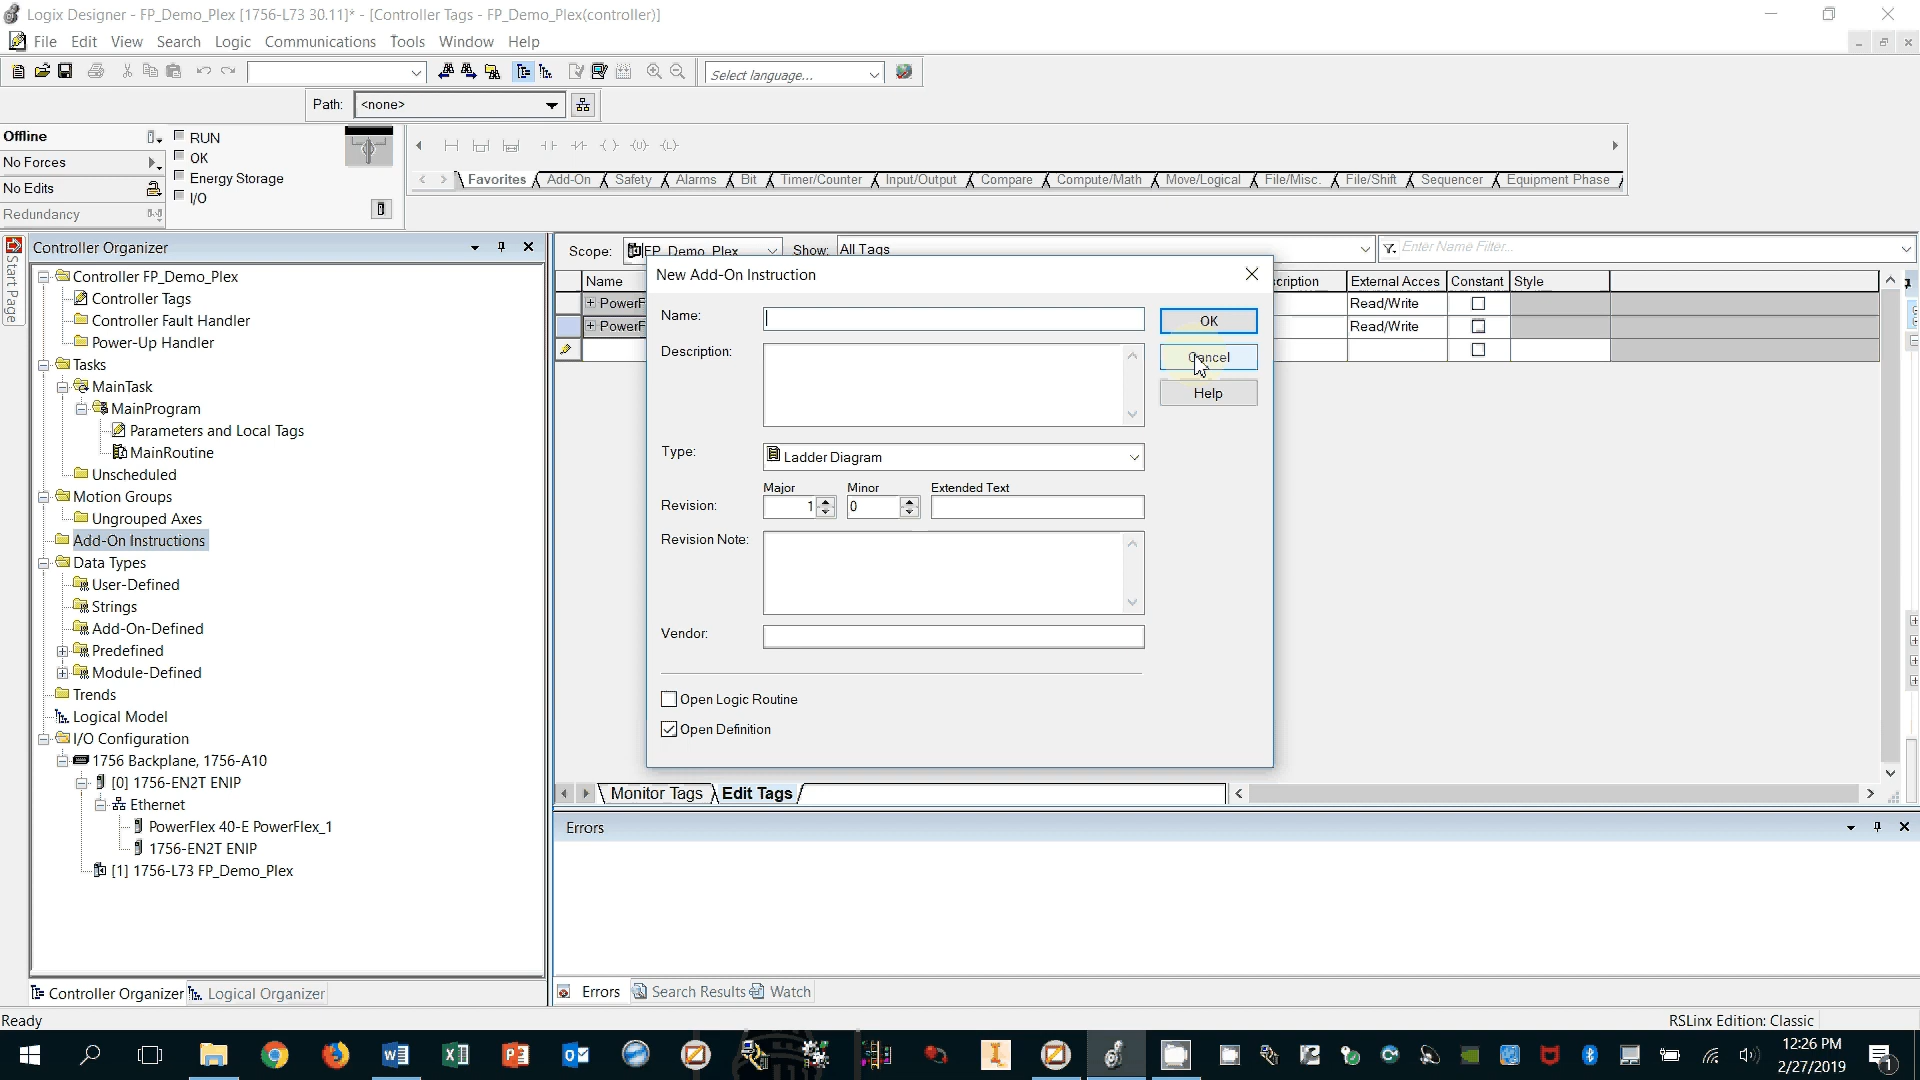 Logix Designer - FP_Demo_Plex [1756-L73 30.11]* - [Controller Tags - FP_Demo_Plex(controller)]
File Edit View Search Logic Communications Tools Window Help
Select language...
Path: <none>
Offline
No Forces
No Edits
Redundancy
RUN
OK
Energy Storage
I/O
Favorites Add-On Safety Alarms Bit Timer/Counter Input/Output Compare Compute/Math Move/Logical File/Misc. File/Shift Sequencer Equipment Phase
Start Page
Controller Organizer
Controller FP_Demo_Plex
Controller Tags
Controller Fault Handler
Power-Up Handler
Tasks
MainTask
MainProgram
Parameters and Local Tags
MainRoutine
Unscheduled
Motion Groups
Ungrouped Axes
Add-On Instructions
Data Types
User-Defined
Strings
Add-On-Defined
Predefined
Module-Defined
Trends
Logical Model
I/O Configuration
1756 Backplane, 1756-A10
[0] 1756-EN2T ENIP
Ethernet
PowerFlex 40-E PowerFlex_1
1756-EN2T ENIP
[1] 1756-L73 FP_Demo_Plex
Controller Organizer Logical Organizer
Scope: FP_Demo_Plex Show: All Tags Enter Name Filter...
Name cription External Acces Constant Style
PowerF Read/Write
PowerF Read/Write
New Add-On Instruction
Name:
OK
Description:
Cancel
Help
Type: Ladder Diagram
Major Minor Extended Text
Revision: 1 0
Revision Note:
Vendor:
Open Logic Routine
Open Definition
Monitor Tags Edit Tags
Errors
Errors Search Results Watch
Ready
RSLinx Edition: Classic
12:26 PM
2/27/2019
1